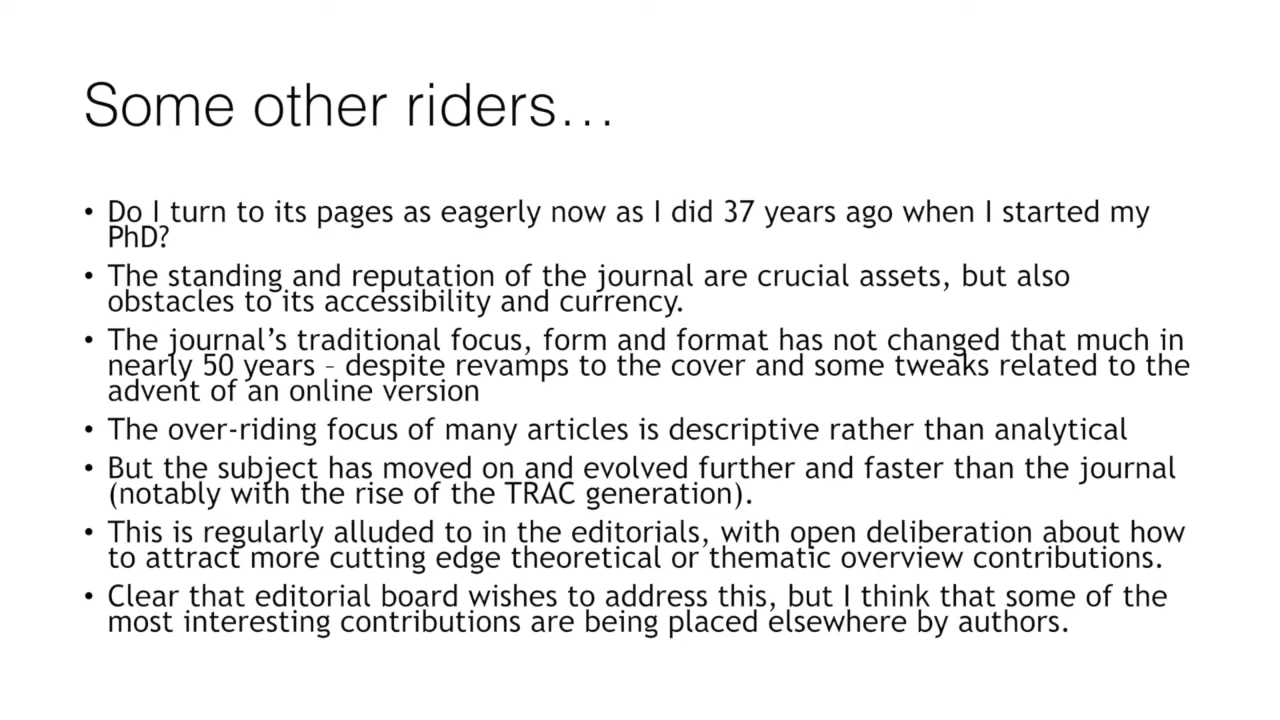 Some other riders…
• Do I turn to its pages as eagerly now as I did 37 years ago when I started my
PhD?
• The standing and reputation of the journal are crucial assets, but also
obstacles to its accessibility and currency.
• The journal’s traditional focus, form and format has not changed that much in
nearly 50 years – despite revamps to the cover and some tweaks related to the
advent of an online version
• The over-riding focus of many articles is descriptive rather than analytical
• But the subject has moved on and evolved further and faster than the journal
(notably with the rise of the TRAC generation).
• This is regularly alluded to in the editorials, with open deliberation about how
to attract more cutting edge theoretical or thematic overview contributions.
• Clear that editorial board wishes to address this, but I think that some of the
most interesting contributions are being placed elsewhere by authors.